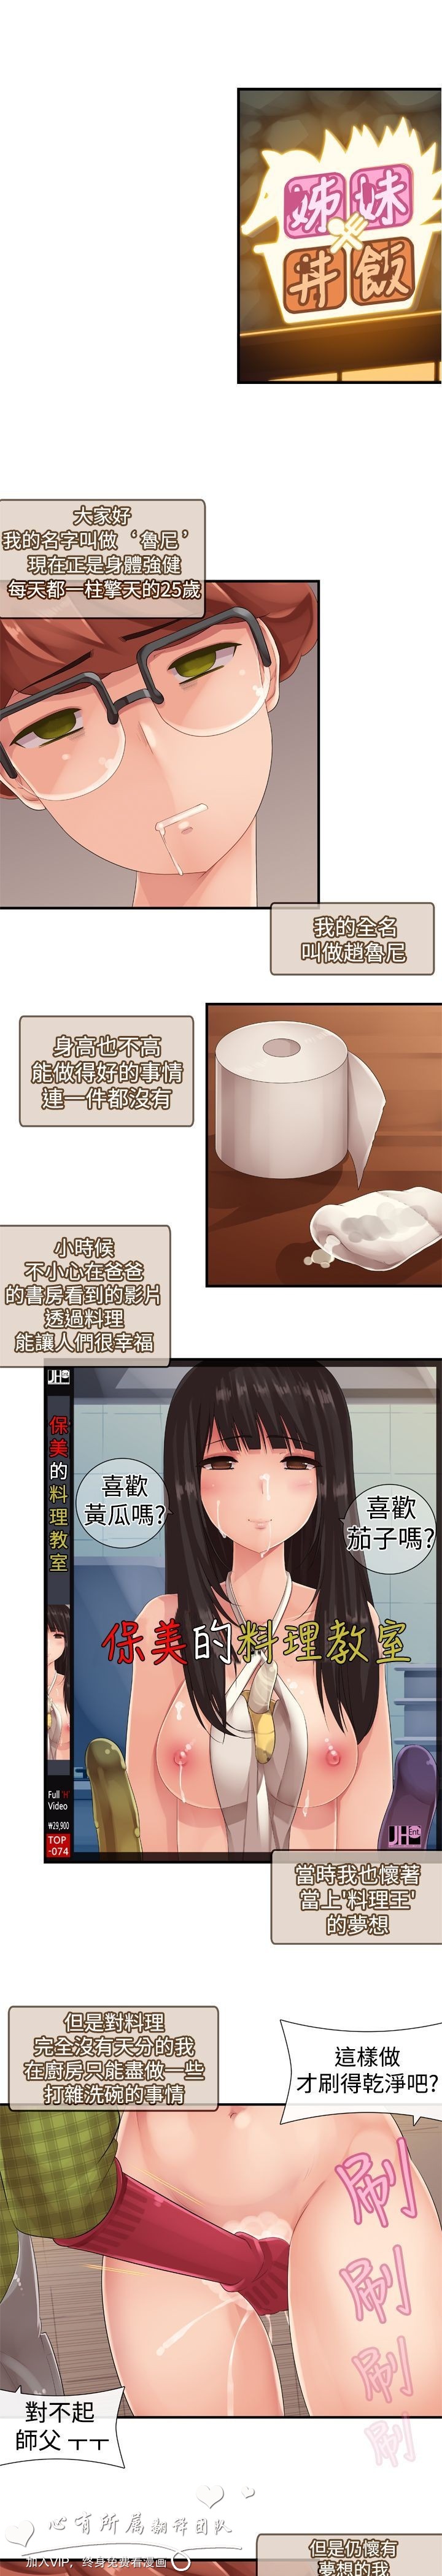 姊妹
丼飯
大家好
我的名字叫做‘魯尼’
現在正是身體強健
每天都一柱擎天的25歲
我的全名
叫做趙魯尼
身高也不高
能做得好的事情
連一件都沒有
小時候
不小心在爸爸
的書房看到的影片
透過料理
能讓人們很幸福
JH Ent
保美的料理教室
喜歡
黃瓜嗎?
喜歡
茄子嗎?
保美的料理教室
Full 'H'
Video
₩29,900
TOP
-074
JH Ent
當時我也懷著
當上'料理王'
的夢想
但是對料理
完全沒有天分的我
在廚房只能盡做一些
打雜洗碗的事情
這樣做
才刷得乾淨吧?
刷
刷
刷
刷
對不起
師父 ㅜㅜ
心有所属翻译团队
加入VIP，终身免费看漫画
但是仍懷有
夢想的我